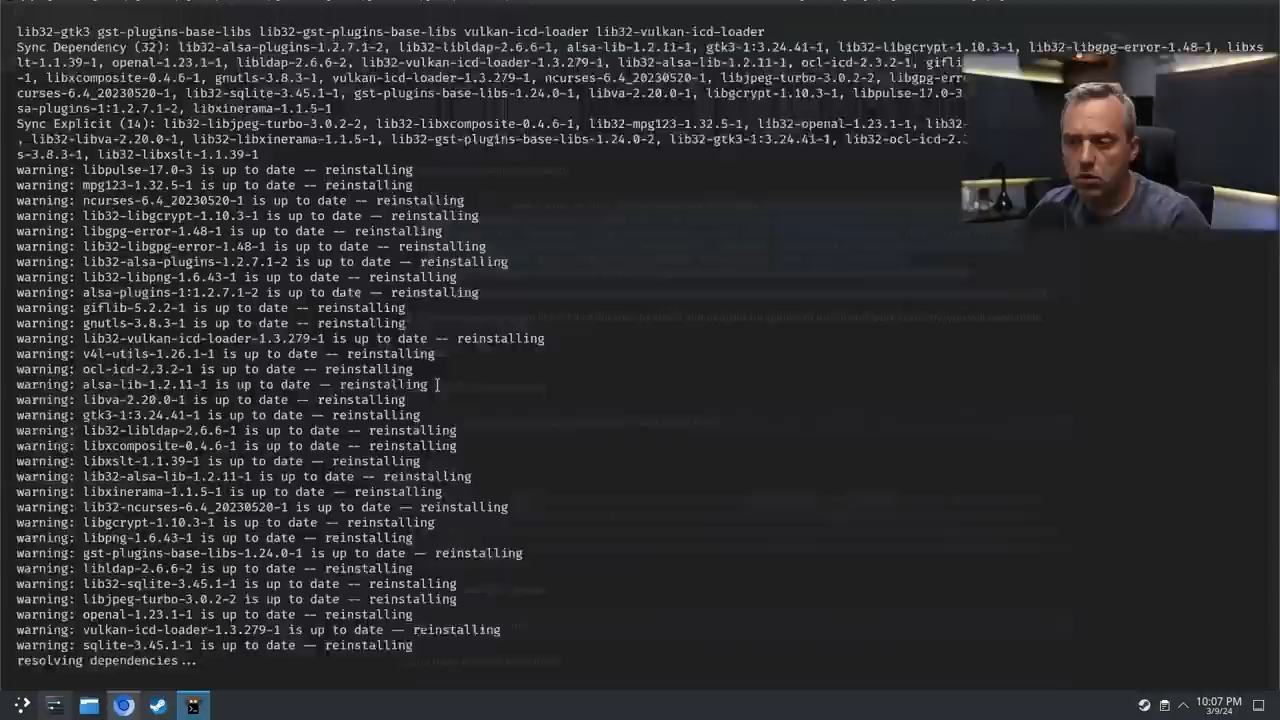 lib32-gtk3 gst-plugins-base-libs lib32-gst-plugins-base-libs vulkan-icd-loader lib32-vulkan-icd-loader
Sync Dependency (32): lib32-alsa-plugins-1.2.7.1-2, lib32-libldap-2.6.6-1, alsa-lib-1.2.11-1, gtk3-1:3.24.41-1, lib32-libgcrypt-1.10.3-1, lib32-libgpg-error-1.48-1, lib32-libxs
lt-1.1.39-1, openal-1.23.1-1, libldap-2.6.6-2, lib32-vulkan-icd-loader-1.3.279-1, lib32-alsa-lib-1.2.11-1, ocl-icd-2.3.2-1, gifli
-1, libxcomposite-0.4.6-1, gnutls-3.8.3-1, vulkan-icd-loader-1.3.279-1, ncurses-6.4_20230520-1, libjpeg-turbo-3.0.2-2, libgpg-err
curses-6.4_20230520-1, lib32-sqlite-3.45.1-1, gst-plugins-base-libs-1.24.0-1, libva-2.20.0-1, libgcrypt-1.10.3-1, libpulse-17.0-3
sa-plugins-1:1.2.7.1-2, libxinerama-1.1.5-1
Sync Explicit (14): lib32-libjpeg-turbo-3.0.2-2, lib32-libxcomposite-0.4.6-1, lib32-mpg123-1.32.5-1, lib32-openal-1.23.1-1, lib32-
, lib32-libva-2.20.0-1, lib32-libxinerama-1.1.5-1, lib32-gst-plugins-base-libs-1.24.0-2, lib32-gtk3-1:3.24.41-1, lib32-ocl-icd-2.
s-3.8.3-1, lib32-libxslt-1.1.39-1
warning: libpulse-17.0-3 is up to date -- reinstalling
warning: mpg123-1.32.5-1 is up to date -- reinstalling
warning: ncurses-6.4_20230520-1 is up to date -- reinstalling
warning: lib32-libgcrypt-1.10.3-1 is up to date -- reinstalling
warning: libgpg-error-1.48-1 is up to date -- reinstalling
warning: lib32-libgpg-error-1.48-1 is up to date -- reinstalling
warning: lib32-alsa-plugins-1.2.7.1-2 is up to date -- reinstalling
warning: lib32-libpng-1.6.43-1 is up to date -- reinstalling
warning: alsa-plugins-1:1.2.7.1-2 is up to date -- reinstalling
warning: giflib-5.2.2-1 is up to date -- reinstalling
warning: gnutls-3.8.3-1 is up to date -- reinstalling
warning: lib32-vulkan-icd-loader-1.3.279-1 is up to date -- reinstalling
warning: v4l-utils-1.26.1-1 is up to date -- reinstalling
warning: ocl-icd-2.3.2-1 is up to date -- reinstalling
warning: alsa-lib-1.2.11-1 is up to date -- reinstalling
warning: libva-2.20.0-1 is up to date -- reinstalling
warning: gtk3-1:3.24.41-1 is up to date -- reinstalling
warning: lib32-libldap-2.6.6-1 is up to date -- reinstalling
warning: libxcomposite-0.4.6-1 is up to date -- reinstalling
warning: libxslt-1.1.39-1 is up to date -- reinstalling
warning: lib32-alsa-lib-1.2.11-1 is up to date -- reinstalling
warning: libxinerama-1.1.5-1 is up to date -- reinstalling
warning: lib32-ncurses-6.4_20230520-1 is up to date -- reinstalling
warning: libgcrypt-1.10.3-1 is up to date -- reinstalling
warning: libpng-1.6.43-1 is up to date -- reinstalling
warning: gst-plugins-base-libs-1.24.0-1 is up to date -- reinstalling
warning: libldap-2.6.6-2 is up to date -- reinstalling
warning: lib32-sqlite-3.45.1-1 is up to date -- reinstalling
warning: libjpeg-turbo-3.0.2-2 is up to date -- reinstalling
warning: openal-1.23.1-1 is up to date -- reinstalling
warning: vulkan-icd-loader-1.3.279-1 is up to date -- reinstalling
warning: sqlite-3.45.1-1 is up to date -- reinstalling
resolving dependencies...
10:07 PM
3/9/24